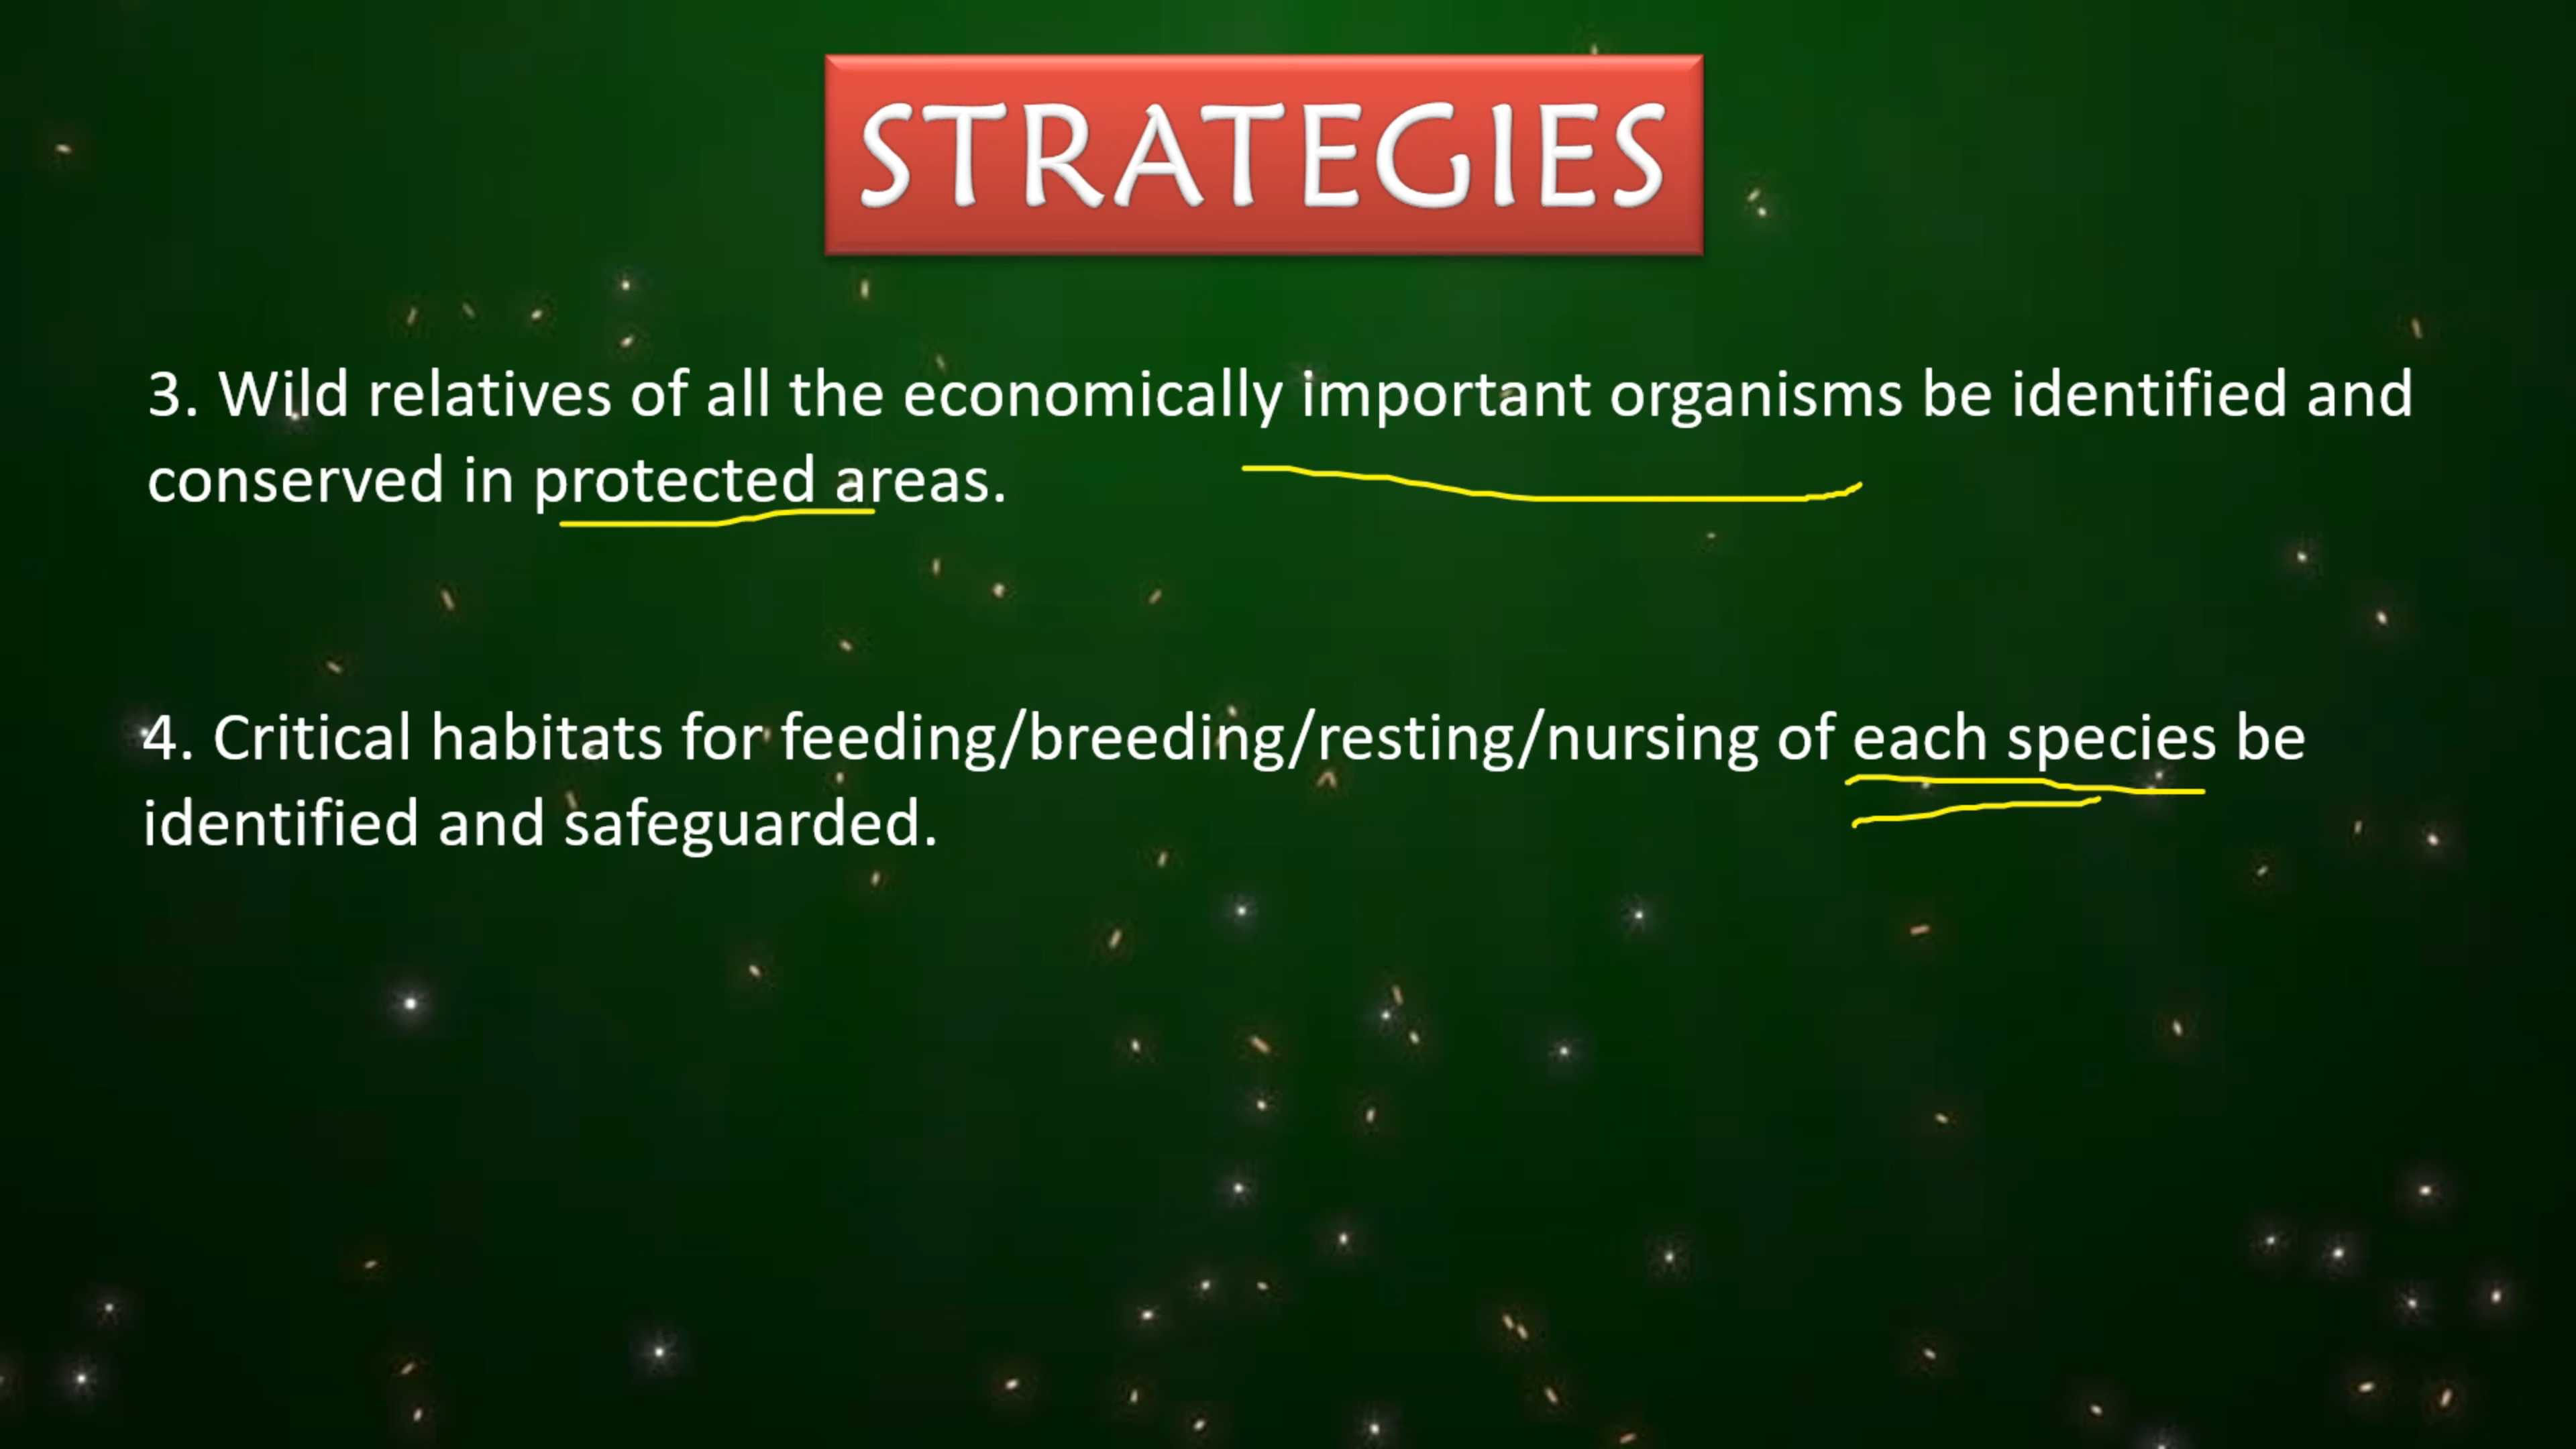 STRATEGIES
3. Wild relatives of all the economically important organisms be identified and
conserved in protected areas.
4. Critical habitats for feeding/breeding/resting/nursing of each species be
identified and safeguarded.